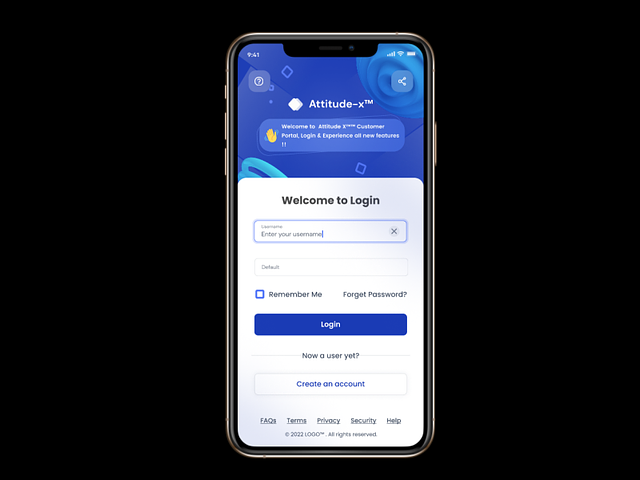 9:41
Attitude-x™
Welcome to Attitude X™™ Customer
Portal, Login & Experience all new features
!!
Welcome to Login
Username
Enter your username
Default
Remember Me Forget Password?
Login
Now a user yet?
Create an account
FAQs Terms Privacy Security Help
© 2022 LOGO™ . All rights reserved.